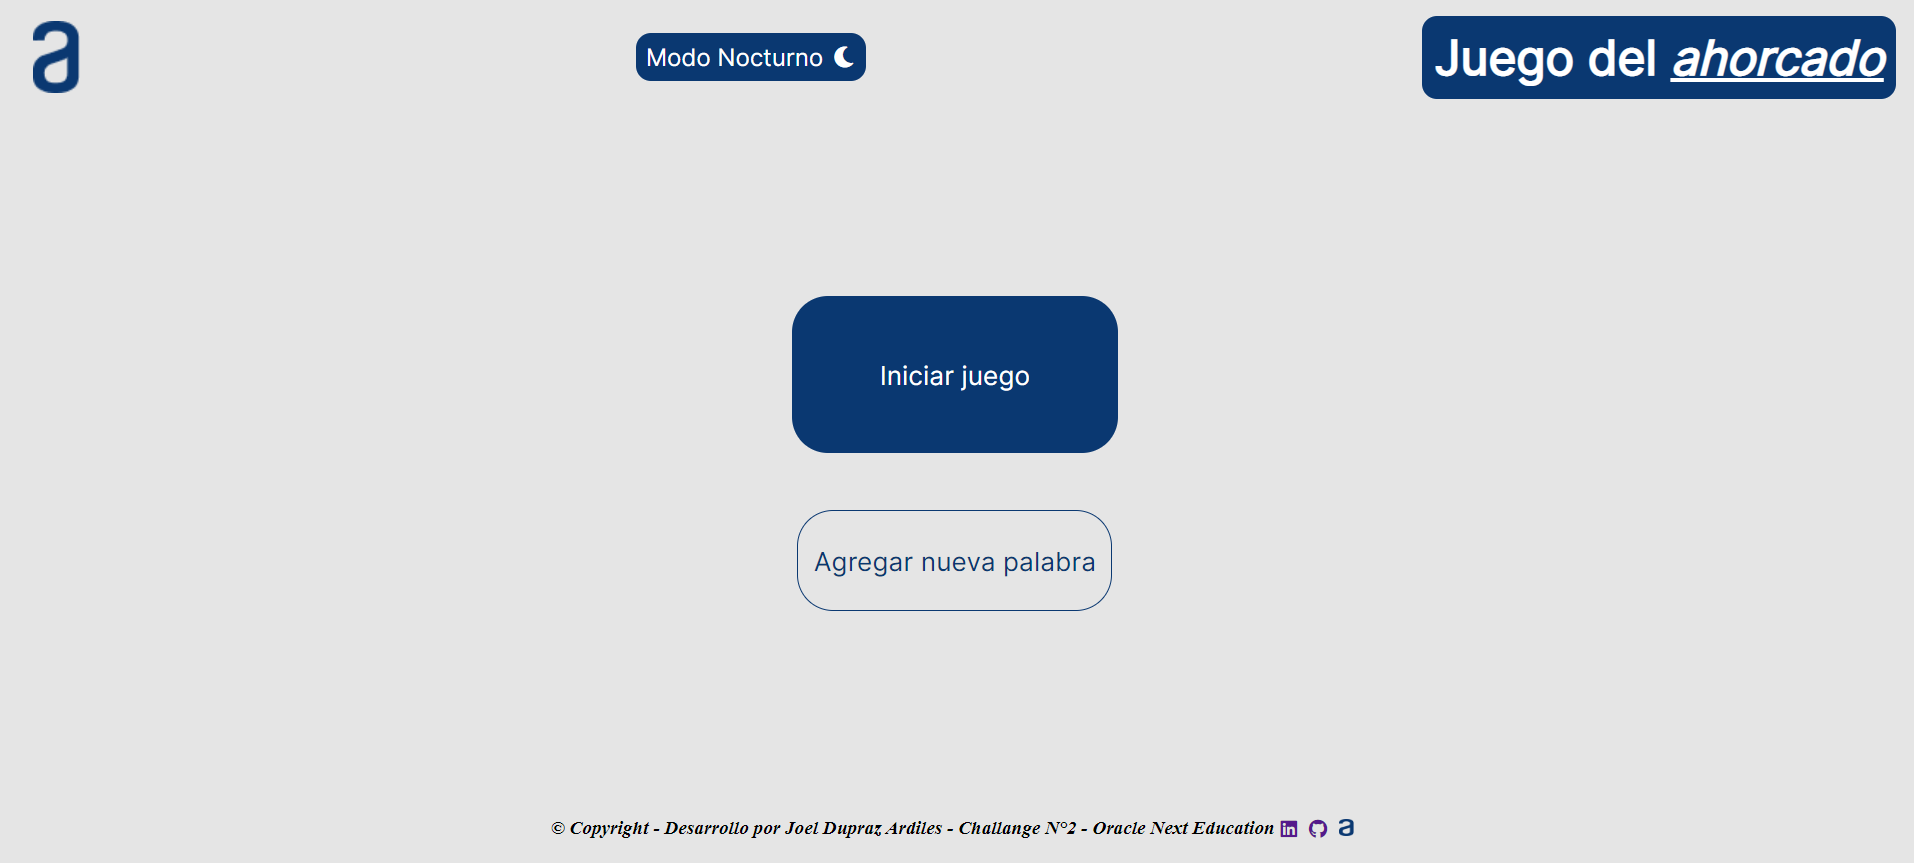 a
Modo Nocturno
Juego del ahorcado
Iniciar juego
Agregar nueva palabra
© Copyright - Desarrollo por Joel Dupraz Ardiles - Challange N°2 - Oracle Next Education in a